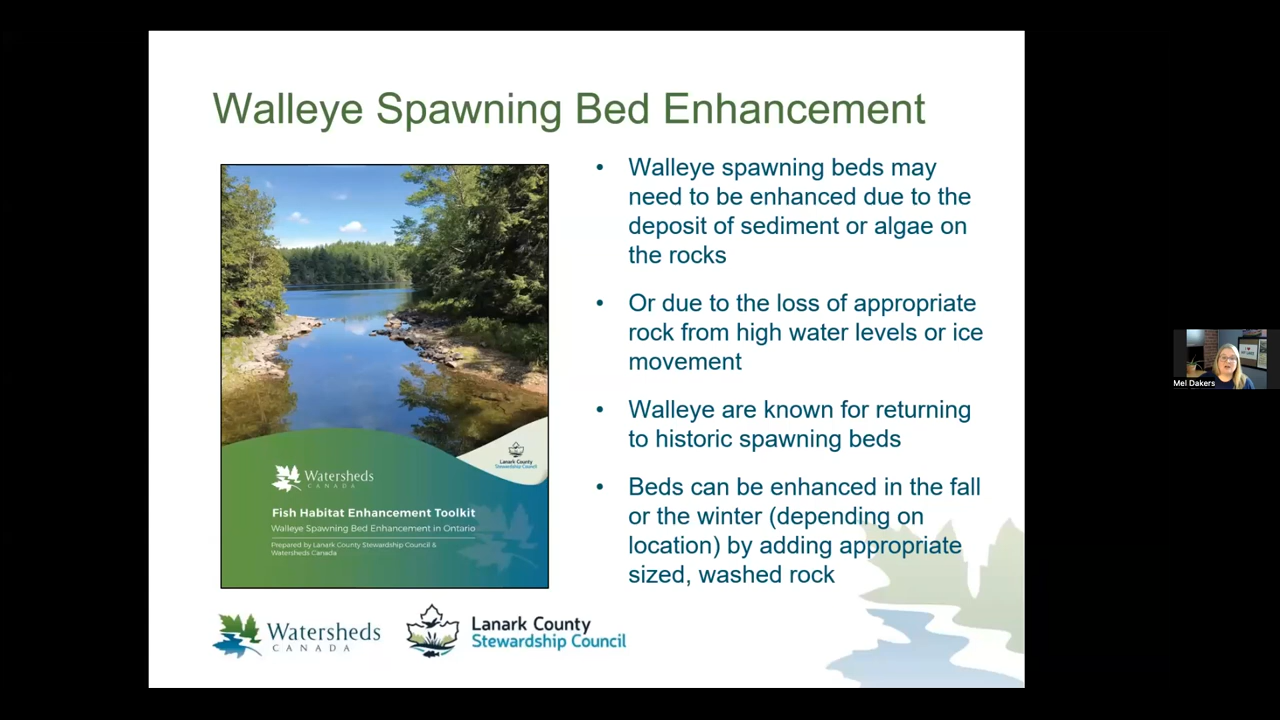 Walleye Spawning Bed Enhancement
• Walleye spawning beds may
need to be enhanced due to the
deposit of sediment or algae on
the rocks
• Or due to the loss of appropriate
rock from high water levels or ice
movement
• Walleye are known for returning
to historic spawning beds
• Beds can be enhanced in the fall
or the winter (depending on
location) by adding appropriate
sized, washed rock
Lanark County
Stewardship Council
Watersheds
CANADA
Fish Habitat Enhancement Toolkit
Walleye Spawning Bed Enhancement in Ontario
Prepared by Lanark County Stewardship Council &
Watersheds Canada
Watersheds
CANADA
Lanark County
Stewardship Council
Mel Dakers